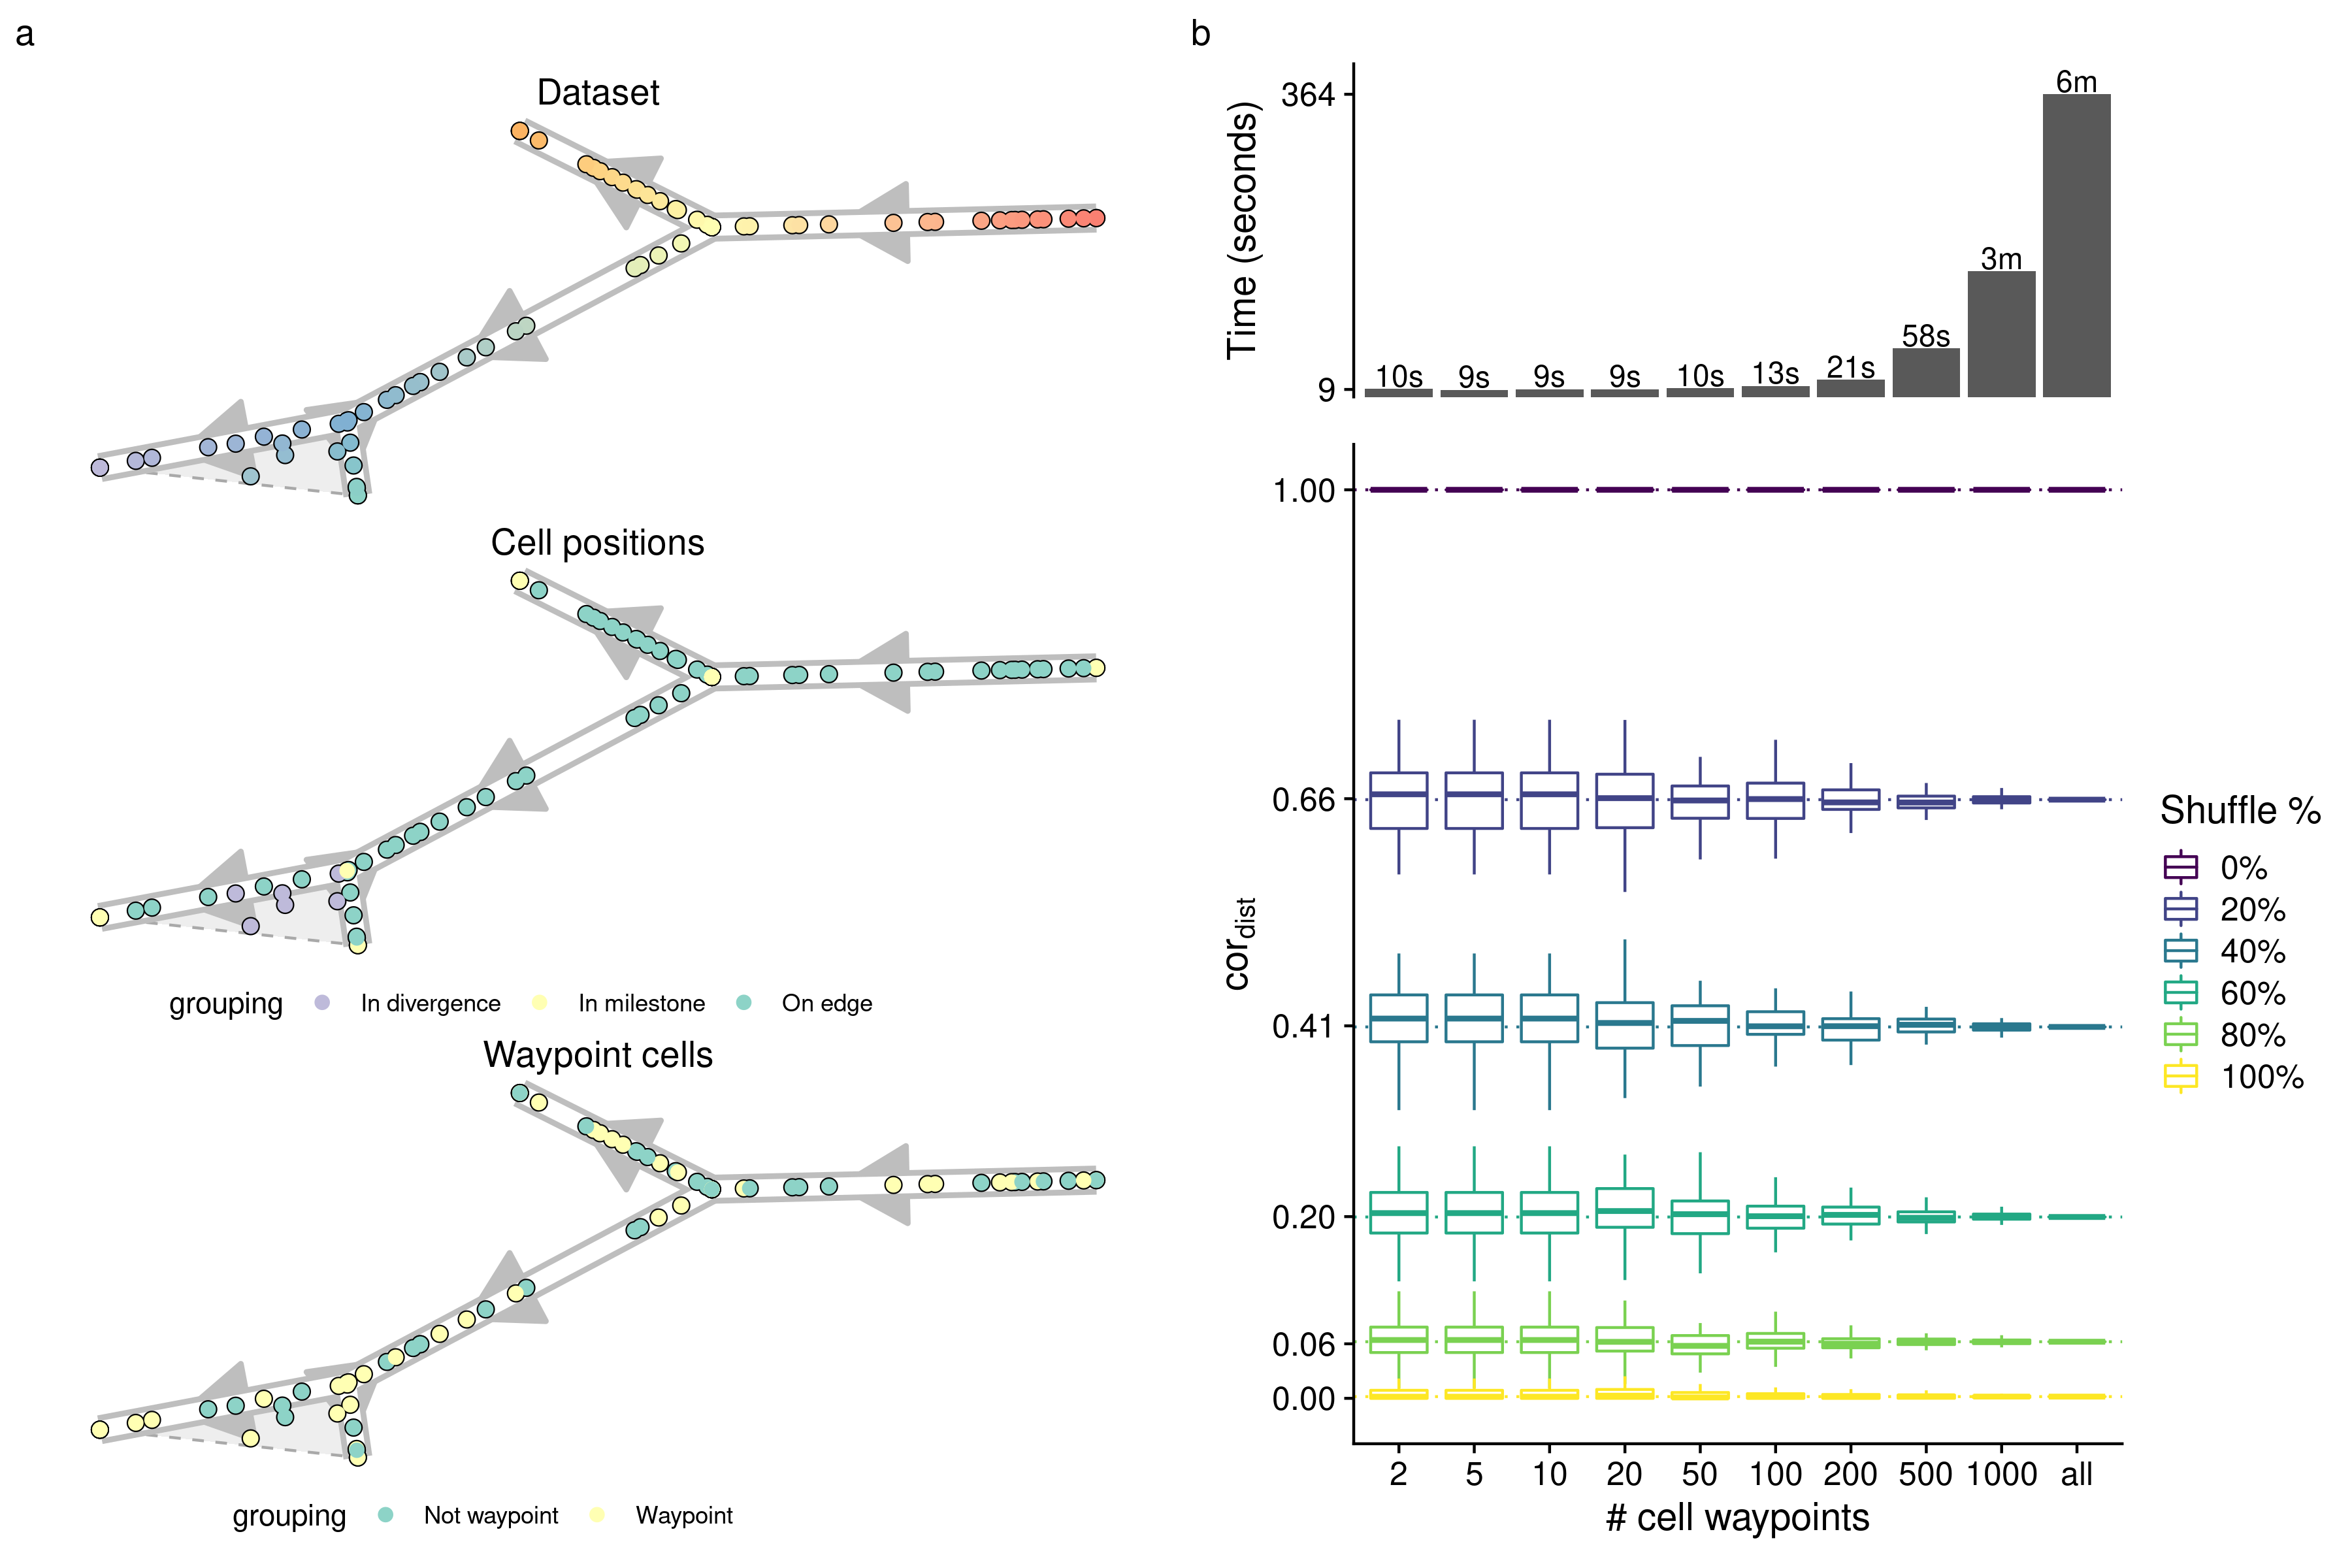 a
Dataset
Cell positions
grouping In divergence In milestone On edge
Waypoint cells
grouping Not waypoint Waypoint
b
Time (seconds)
364
9
10s 9s 9s 9s 10s 13s 21s 58s 3m 6m
cor_dist
1.00
0.66
0.41
0.20
0.06
0.00
2 5 10 20 50 100 200 500 1000 all
# cell waypoints
Shuffle %
0%
20%
40%
60%
80%
100%